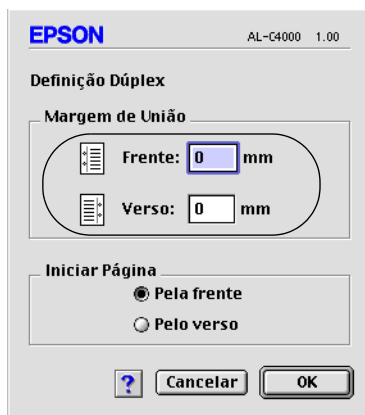 EPSON AL-C4000 1.00
Definição Dúplex
Margem de União
Frente: 0 mm
Verso: 0 mm
Iniciar Página
Pela frente
Pelo verso
? Cancelar OK